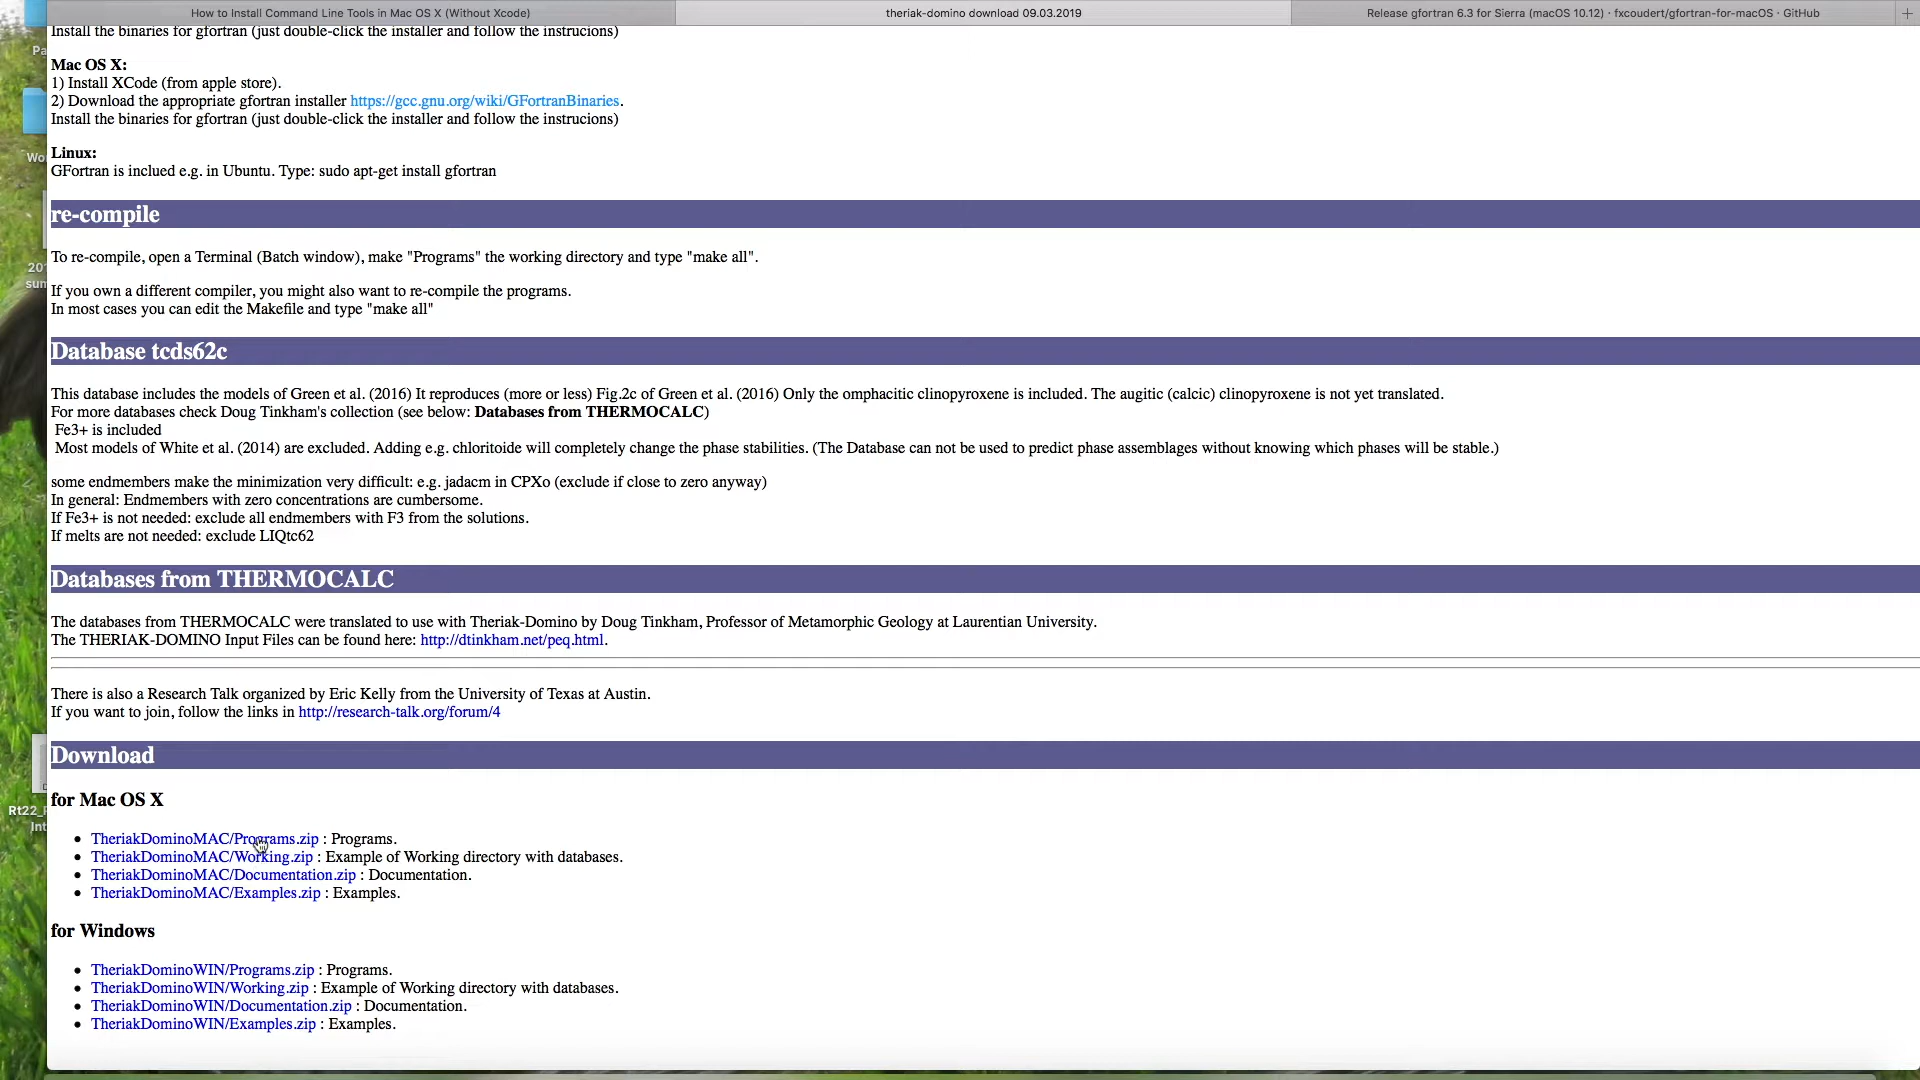 How to Install Command Line Tools in Mac OS X (Without Xcode)
theriak-domino download 09.03.2019
Release gfortran 6.3 for Sierra (macOS 10.12) · fxcoudert/gfortran-for-macOS · GitHub
Install the binaries for gfortran (just double-click the installer and follow the instrucions)
Mac OS X:
1) Install XCode (from apple store).
2) Download the appropriate gfortran installer https://gcc.gnu.org/wiki/GFortranBinaries.
Install the binaries for gfortran (just double-click the installer and follow the instrucions)
Linux:
GFortran is inclued e.g. in Ubuntu. Type: sudo apt-get install gfortran
re-compile
To re-compile, open a Terminal (Batch window), make "Programs" the working directory and type "make all".
If you own a different compiler, you might also want to re-compile the programs.
In most cases you can edit the Makefile and type "make all"
Database tcds62c
This database includes the models of Green et al. (2016) It reproduces (more or less) Fig.2c of Green et al. (2016) Only the omphacitic clinopyroxene is included. The augitic (calcic) clinopyroxene is not yet translated.
For more databases check Doug Tinkham's collection (see below: Databases from THERMOCALC)
Fe3+ is included
Most models of White et al. (2014) are excluded. Adding e.g. chloritoide will completely change the phase stabilities. (The Database can not be used to predict phase assemblages without knowing which phases will be stable.)
some endmembers make the minimization very difficult: e.g. jadacm in CPXo (exclude if close to zero anyway)
In general: Endmembers with zero concentrations are cumbersome.
If Fe3+ is not needed: exclude all endmembers with F3 from the solutions.
If melts are not needed: exclude LIQtc62
Databases from THERMOCALC
The databases from THERMOCALC were translated to use with Theriak-Domino by Doug Tinkham, Professor of Metamorphic Geology at Laurentian University.
The THERIAK-DOMINO Input Files can be found here: http://dtinkham.net/peq.html.
There is also a Research Talk organized by Eric Kelly from the University of Texas at Austin.
If you want to join, follow the links in http://research-talk.org/forum/4
Download
for Mac OS X
• TheriakDominoMAC/Programs.zip : Programs.
• TheriakDominoMAC/Working.zip : Example of Working directory with databases.
• TheriakDominoMAC/Documentation.zip : Documentation.
• TheriakDominoMAC/Examples.zip : Examples.
for Windows
• TheriakDominoWIN/Programs.zip : Programs.
• TheriakDominoWIN/Working.zip : Example of Working directory with databases.
• TheriakDominoWIN/Documentation.zip : Documentation.
• TheriakDominoWIN/Examples.zip : Examples.